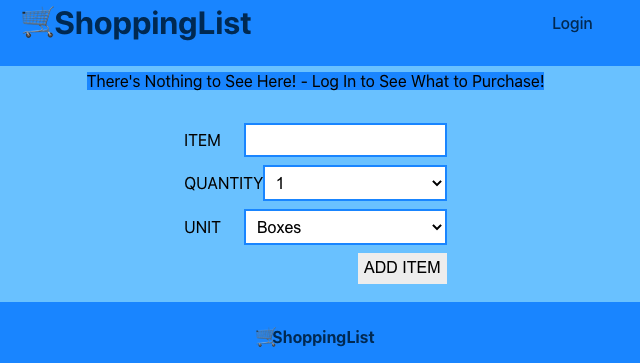 🛒ShoppingList
Login
There's Nothing to See Here! - Log In to See What to Purchase!
ITEM
QUANTITY 1
UNIT Boxes
ADD ITEM
🛒ShoppingList